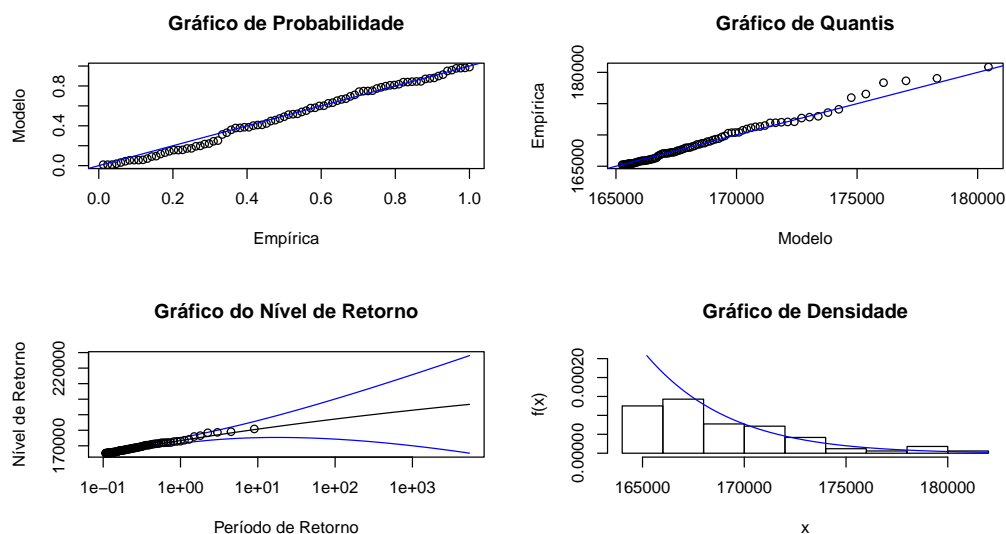 Gráfico de Probabilidade
Modelo
0.0 0.4 0.8
0.0 0.2 0.4 0.6 0.8 1.0
Empírica
Gráfico de Quantis
Empírica
165000 180000
165000 170000 175000 180000
Modelo
Gráfico do Nível de Retorno
Nível de Retorno
170000 220000
1e−01 1e+00 1e+01 1e+02 1e+03
Período de Retorno
Gráfico de Densidade
f(x)
0.00000 0.00020
165000 170000 175000 180000
x